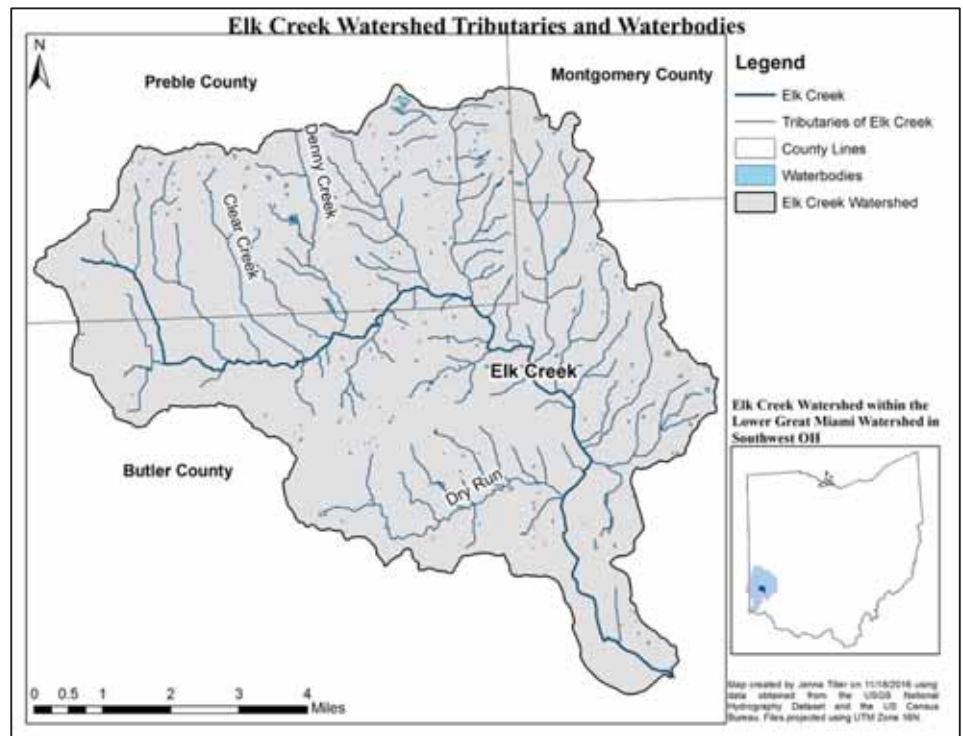 Elk Creek Watershed Tributaries and Waterbodies
N
Preble County
Montgomery County
Denny Creek
Clear Creek
Elk Creek
Butler County
Dry Run
0 0.5 1 2 3 4
Miles
Legend
Elk Creek
Tributaries of Elk Creek
County Lines
Waterbodies
Elk Creek Watershed
Elk Creek Watershed within the
Lower Great Miami Watershed in
Southwest OH
Map created by Jenna Tiller on 11/18/2016 using
data obtained from the USGS National
Hydrography Dataset and the US Census
Bureau. Files projected using UTM Zone 16N.